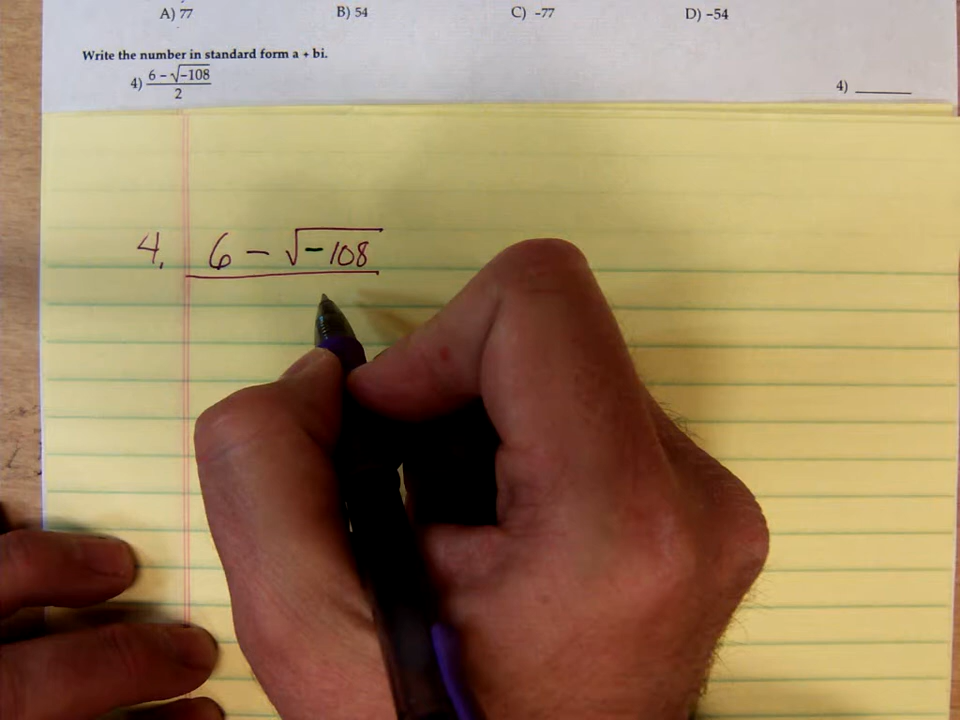 A) 77 B) 54 C) -77 D) -54
Write the number in standard form a + bi.
4) (6 - √-108) / 2
4) ______
4. 6 - √-108